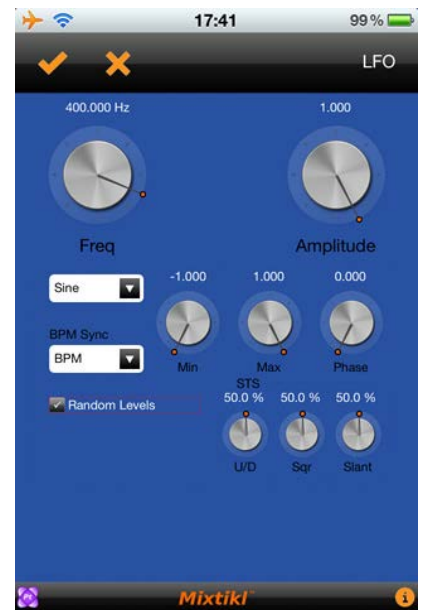 17:41 99%
LFO
400.000 Hz 1.000
Freq Amplitude
Sine
-1.000 1.000 0.000
BPM Sync
BPM
Min Max Phase
STS
Random Levels
50.0 % 50.0 % 50.0 %
U/D Sqr Slant
Mixtikl™ i